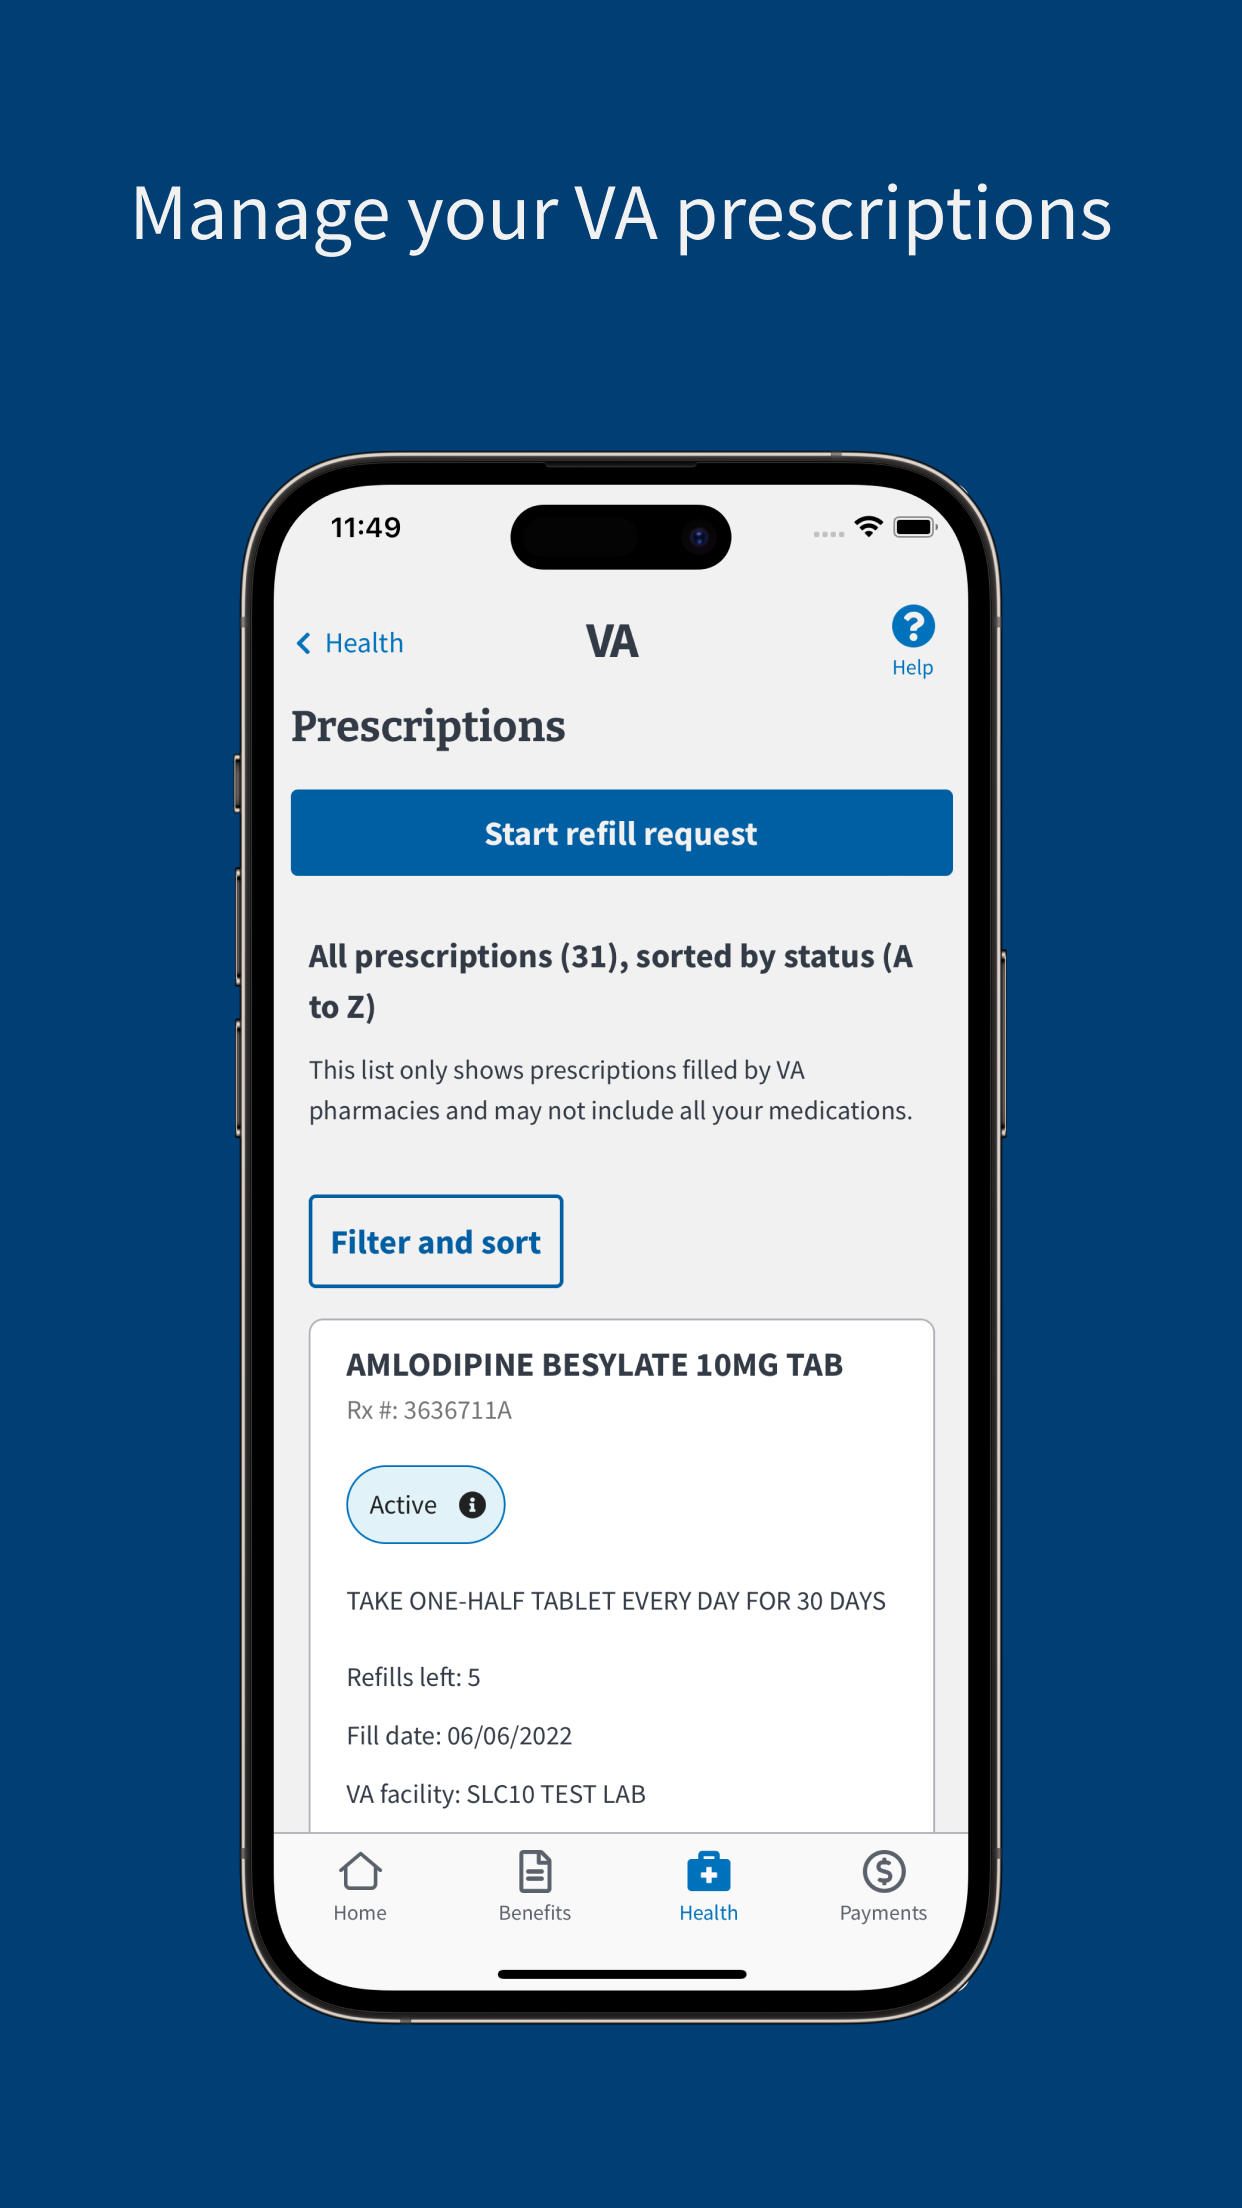 Manage your VA prescriptions
11:49
Health
VA
Help
Prescriptions
Start refill request
All prescriptions (31), sorted by status (A
to Z)
This list only shows prescriptions filled by VA
pharmacies and may not include all your medications.
Filter and sort
AMLODIPINE BESYLATE 10MG TAB
Rx #: 3636711A
Active
TAKE ONE-HALF TABLET EVERY DAY FOR 30 DAYS
Refills left: 5
Fill date: 06/06/2022
VA facility: SLC10 TEST LAB
Home
Benefits
Health
Payments